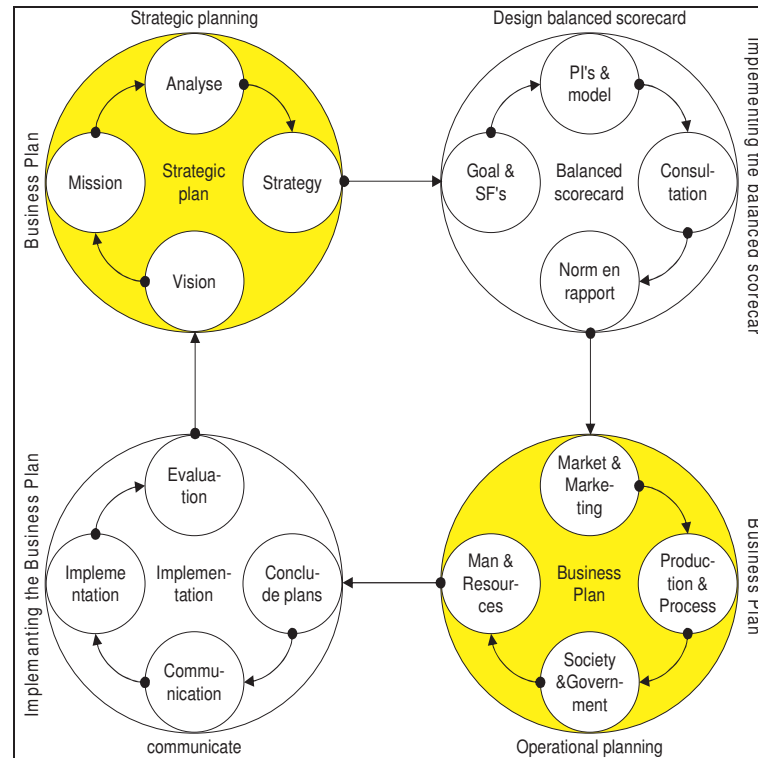 Strategic planning
Design balanced scorecard
Business Plan
Analyse
Mission
Strategic
plan
Strategy
Vision
PI's &
model
Goal &
SF's
Balanced
scorecard
Consul-
tation
Norm en
rapport
Implementing the balanced scorecar
Implemanting the Business Plan
Evalua-
tion
Impleme
ntation
Implemen-
tation
Conclu-
de plans
Commu-
nication
Market &
Marke-
ting
Man &
Resour-
ces
Business
Plan
Production &
Process
Society
&Govern-
ment
Business Plan
communicate
Operational planning